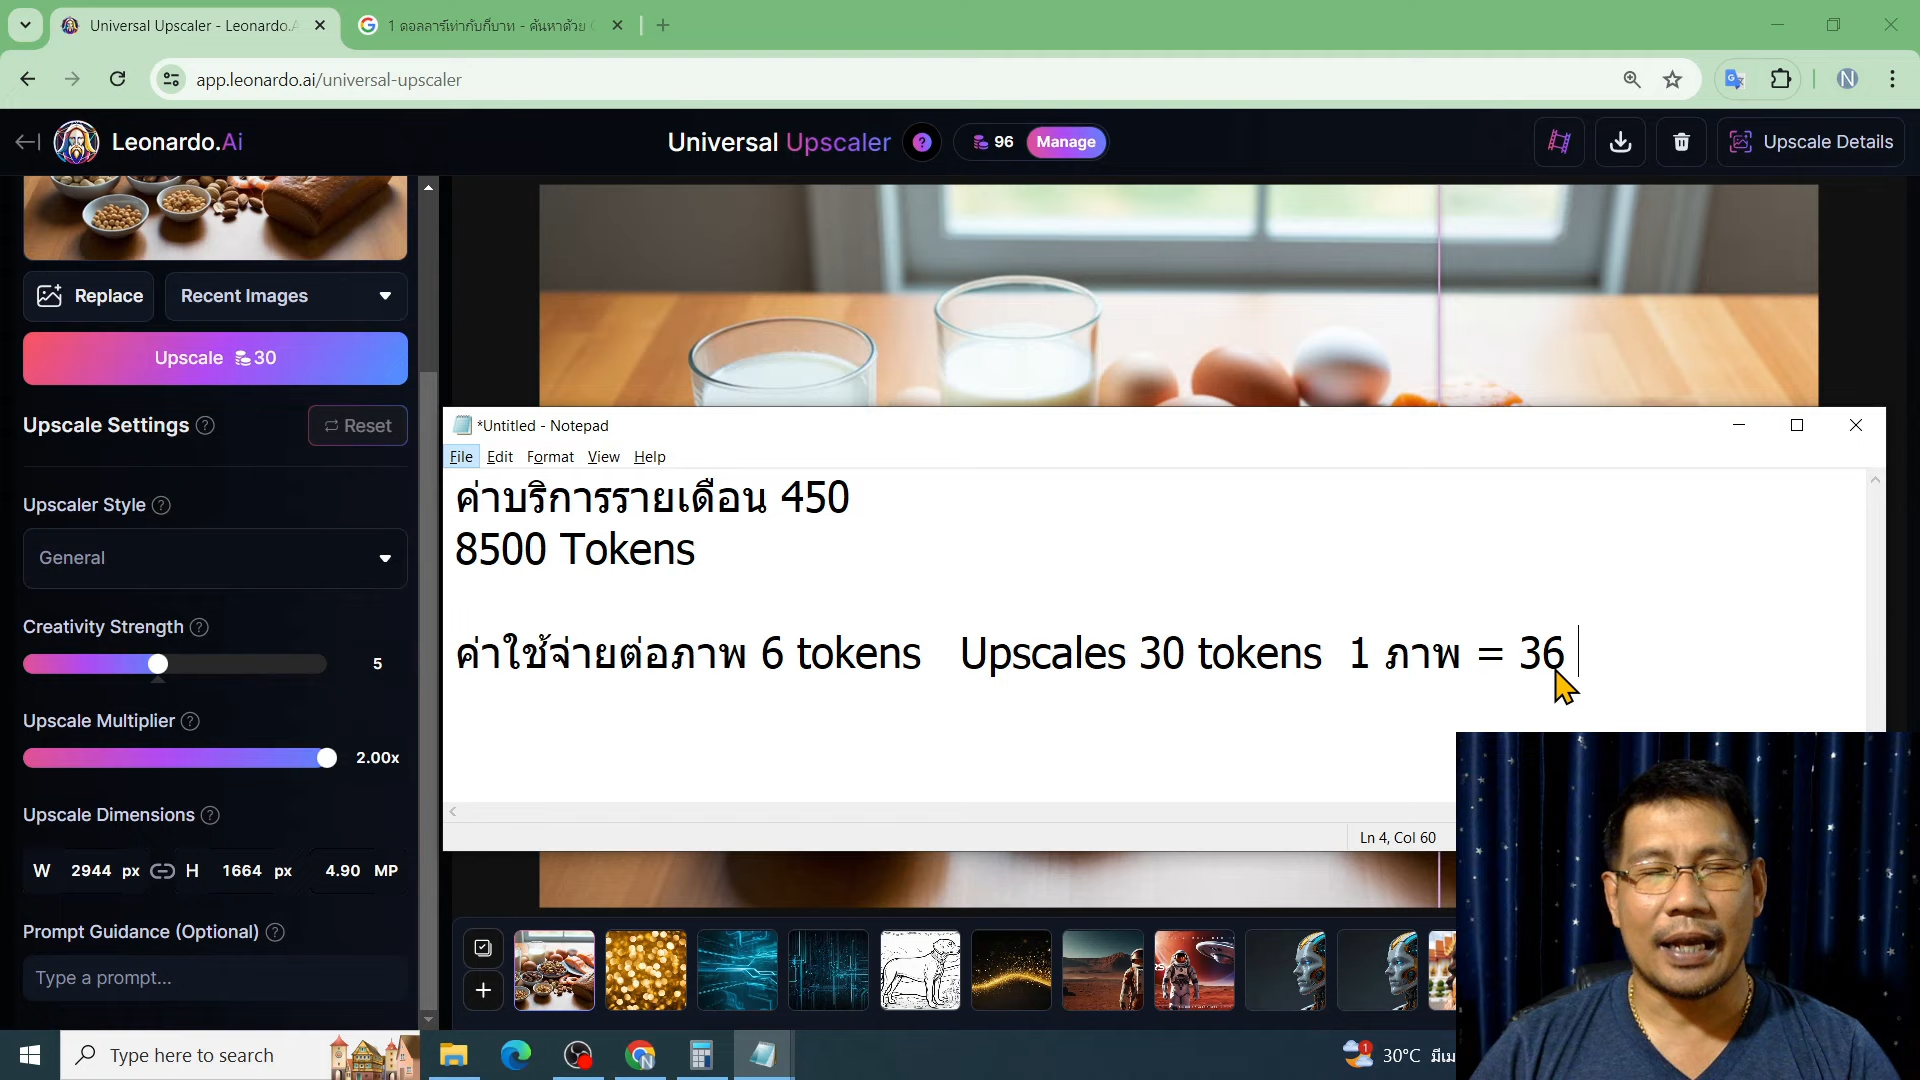 Universal Upscaler - Leonardo.A
1 ดอลลาร์เท่ากับกี่บาท - ค้นหาด้วย
app.leonardo.ai/universal-upscaler
N
Leonardo.Ai
Universal Upscaler
?
96
Manage
Upscale Details
Replace
Recent Images
Upscale 30
Upscale Settings ?
Reset
Upscaler Style ?
General
Creativity Strength ?
5
Upscale Multiplier ?
2.00x
Upscale Dimensions ?
W 2944 px H 1664 px 4.90 MP
Prompt Guidance (Optional) ?
Type a prompt...
*Untitled - Notepad
File Edit Format View Help
ค่าบริการรายเดือน 450
8500 Tokens
ค่าใช้จ่ายต่อภาพ 6 tokens Upscales 30 tokens 1 ภาพ = 36
Ln 4, Col 60
Type here to search
1
30°C